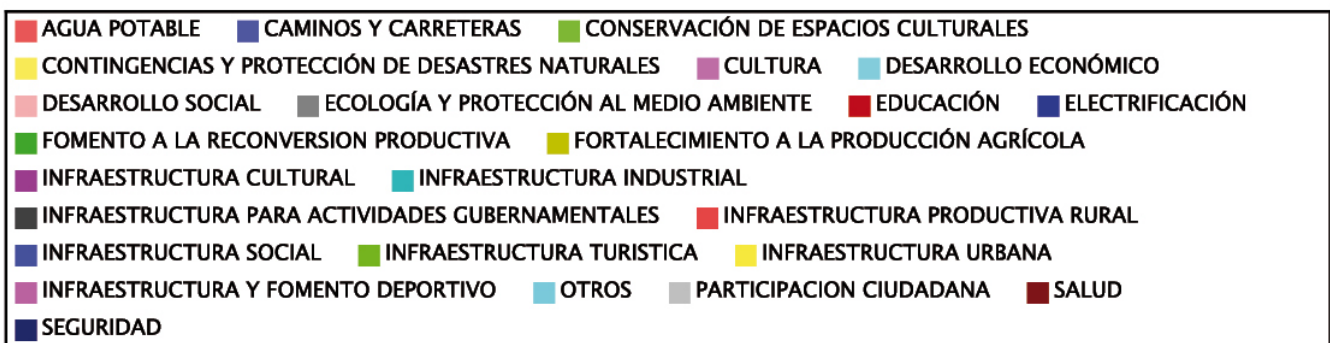 AGUA POTABLE CAMINOS Y CARRETERAS CONSERVACIÓN DE ESPACIOS CULTURALES
CONTINGENCIAS Y PROTECCIÓN DE DESASTRES NATURALES CULTURA DESARROLLO ECONÓMICO
DESARROLLO SOCIAL ECOLOGÍA Y PROTECCIÓN AL MEDIO AMBIENTE EDUCACIÓN ELECTRIFICACIÓN
FOMENTO A LA RECONVERSION PRODUCTIVA FORTALECIMIENTO A LA PRODUCCIÓN AGRÍCOLA
INFRAESTRUCTURA CULTURAL INFRAESTRUCTURA INDUSTRIAL
INFRAESTRUCTURA PARA ACTIVIDADES GUBERNAMENTALES INFRAESTRUCTURA PRODUCTIVA RURAL
INFRAESTRUCTURA SOCIAL INFRAESTRUCTURA TURISTICA INFRAESTRUCTURA URBANA
INFRAESTRUCTURA Y FOMENTO DEPORTIVO OTROS PARTICIPACION CIUDADANA SALUD
SEGURIDAD